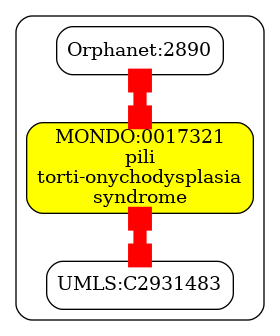 Orphanet:2890
MONDO:0017321
pili
torti-onychodysplasia
syndrome
UMLS:C2931483